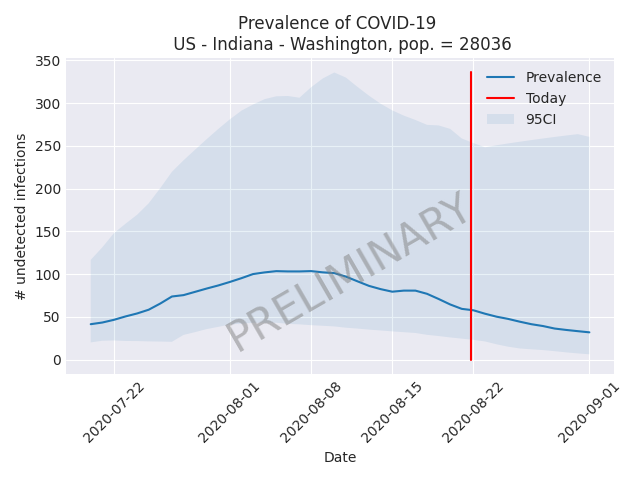 Prevalence of COVID-19
US - Indiana - Washington, pop. = 28036
350
300
250
200
150
100
50
0
# undetected infections
Prevalence
Today
95CI
PRELIMINARY
2020-07-22
2020-08-01
2020-08-08
2020-08-15
2020-08-22
2020-09-01
Date